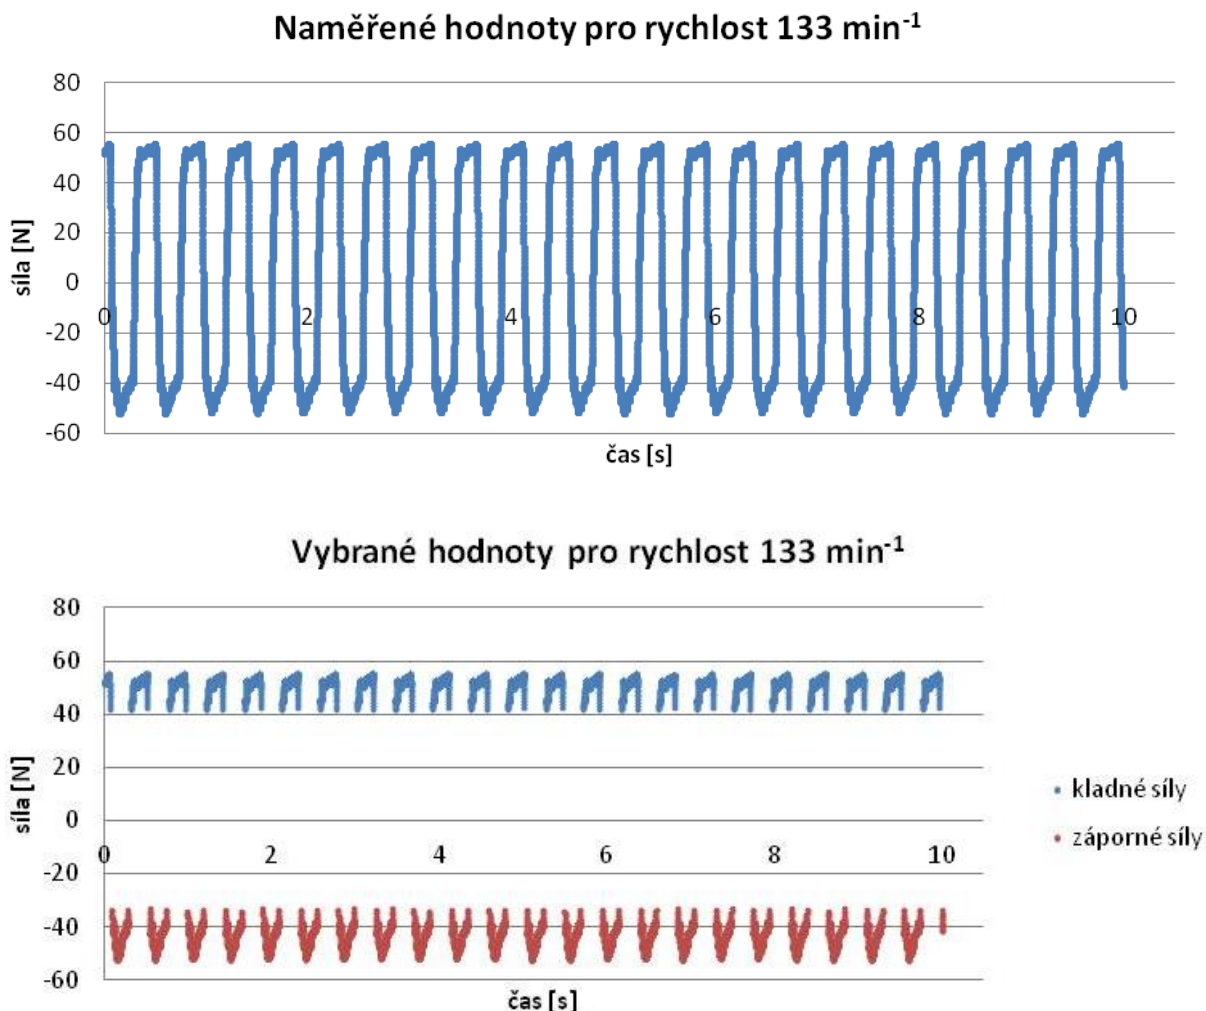 Naměřené hodnoty pro rychlost 133 min⁻¹
80
60
40
20
0
-20
-40
-60
síla [N]
0 2 4 6 8 10
čas [s]
Vybrané hodnoty pro rychlost 133 min⁻¹
80
60
40
20
0
-20
-40
-60
síla [N]
0 2 4 6 8 10
čas [s]
kladné síly
záporné síly